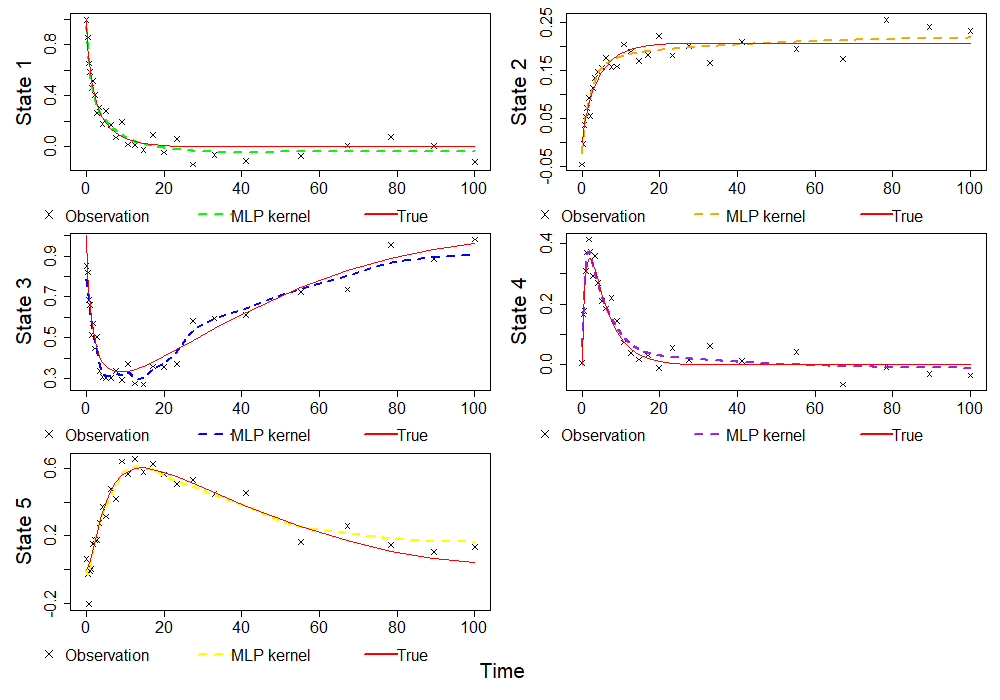 State 1
0.0 0.4 0.8
0 20 40 60 80 100
Observation MLP kernel True
State 2
-0.05 0.05 0.15 0.25
0 20 40 60 80 100
Observation MLP kernel True
State 3
0.3 0.5 0.7 0.9
0 20 40 60 80 100
Observation MLP kernel True
State 4
0.0 0.2 0.4
0 20 40 60 80 100
Observation MLP kernel True
State 5
-0.2 0.2 0.6
0 20 40 60 80 100
Observation MLP kernel True
Time